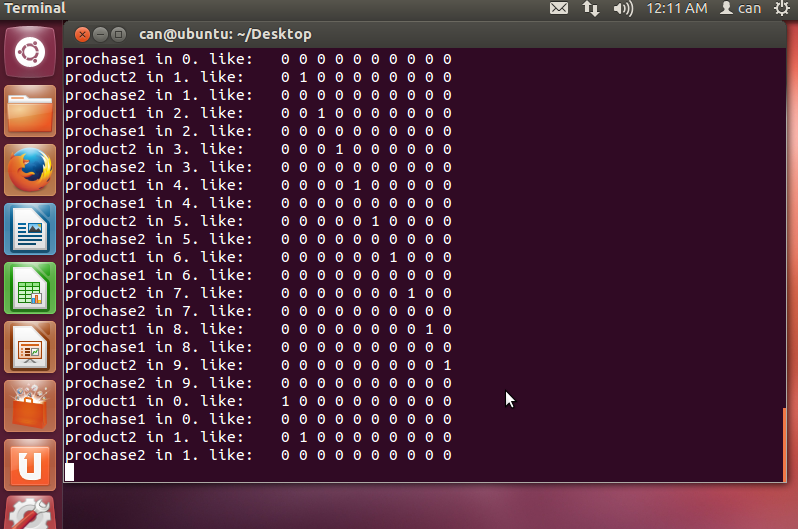 Terminal 12:11 AM can
can@ubuntu: ~/Desktop
prochase1 in 0. like: 0 0 0 0 0 0 0 0 0 0
product2 in 1. like: 0 1 0 0 0 0 0 0 0 0
prochase2 in 1. like: 0 0 0 0 0 0 0 0 0 0
product1 in 2. like: 0 0 1 0 0 0 0 0 0 0
prochase1 in 2. like: 0 0 0 0 0 0 0 0 0 0
product2 in 3. like: 0 0 0 1 0 0 0 0 0 0
prochase2 in 3. like: 0 0 0 0 0 0 0 0 0 0
product1 in 4. like: 0 0 0 0 1 0 0 0 0 0
prochase1 in 4. like: 0 0 0 0 0 0 0 0 0 0
product2 in 5. like: 0 0 0 0 0 1 0 0 0 0
prochase2 in 5. like: 0 0 0 0 0 0 0 0 0 0
product1 in 6. like: 0 0 0 0 0 0 1 0 0 0
prochase1 in 6. like: 0 0 0 0 0 0 0 0 0 0
product2 in 7. like: 0 0 0 0 0 0 0 1 0 0
prochase2 in 7. like: 0 0 0 0 0 0 0 0 0 0
product1 in 8. like: 0 0 0 0 0 0 0 0 1 0
prochase1 in 8. like: 0 0 0 0 0 0 0 0 0 0
product2 in 9. like: 0 0 0 0 0 0 0 0 0 1
prochase2 in 9. like: 0 0 0 0 0 0 0 0 0 0
product1 in 0. like: 1 0 0 0 0 0 0 0 0 0
prochase1 in 0. like: 0 0 0 0 0 0 0 0 0 0
product2 in 1. like: 0 1 0 0 0 0 0 0 0 0
prochase2 in 1. like: 0 0 0 0 0 0 0 0 0 0